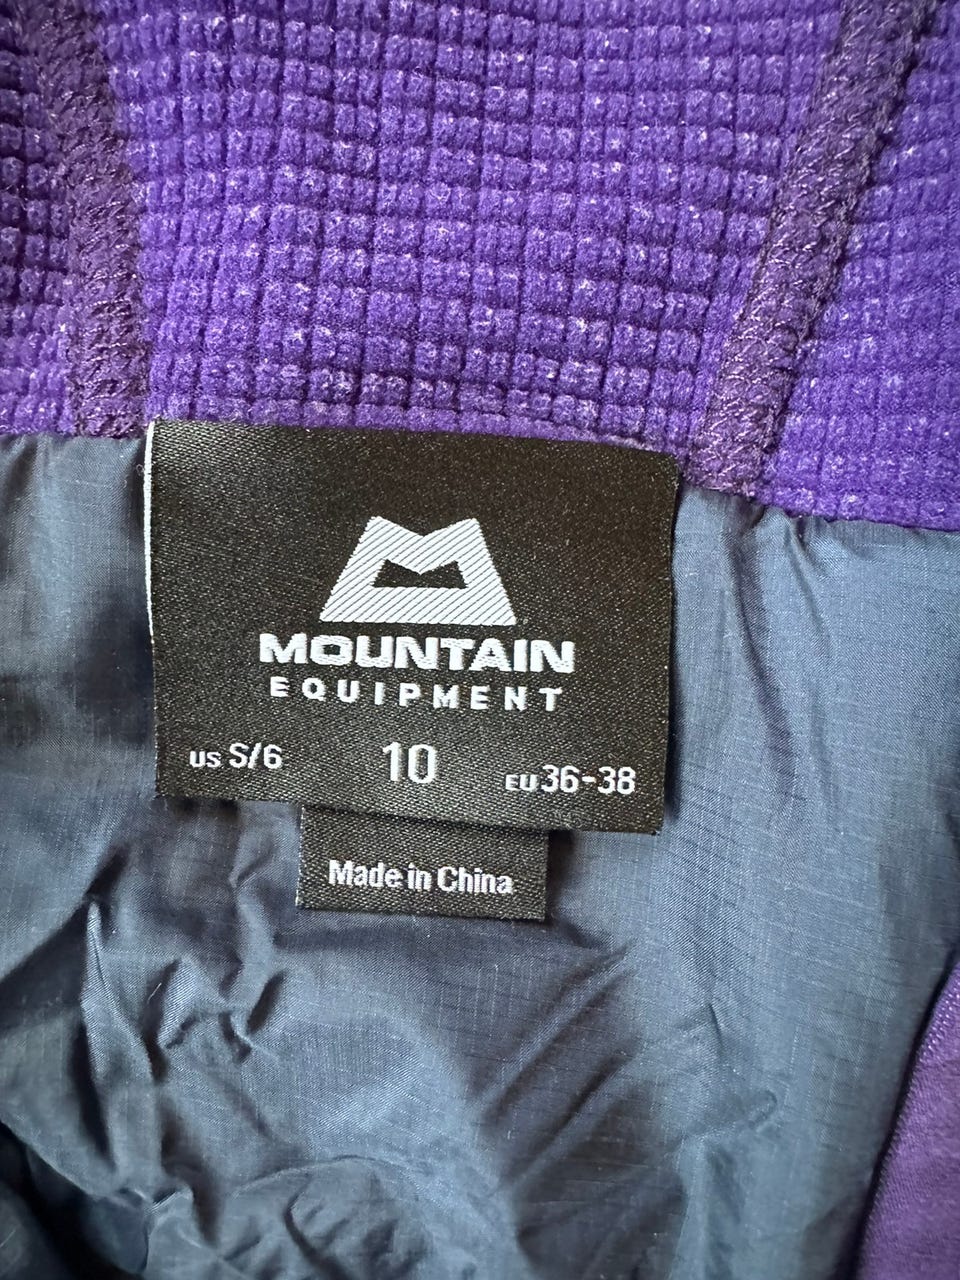 MOUNTAIN
EQUIPMENT
US S/6 10 EU 36-38
Made in China